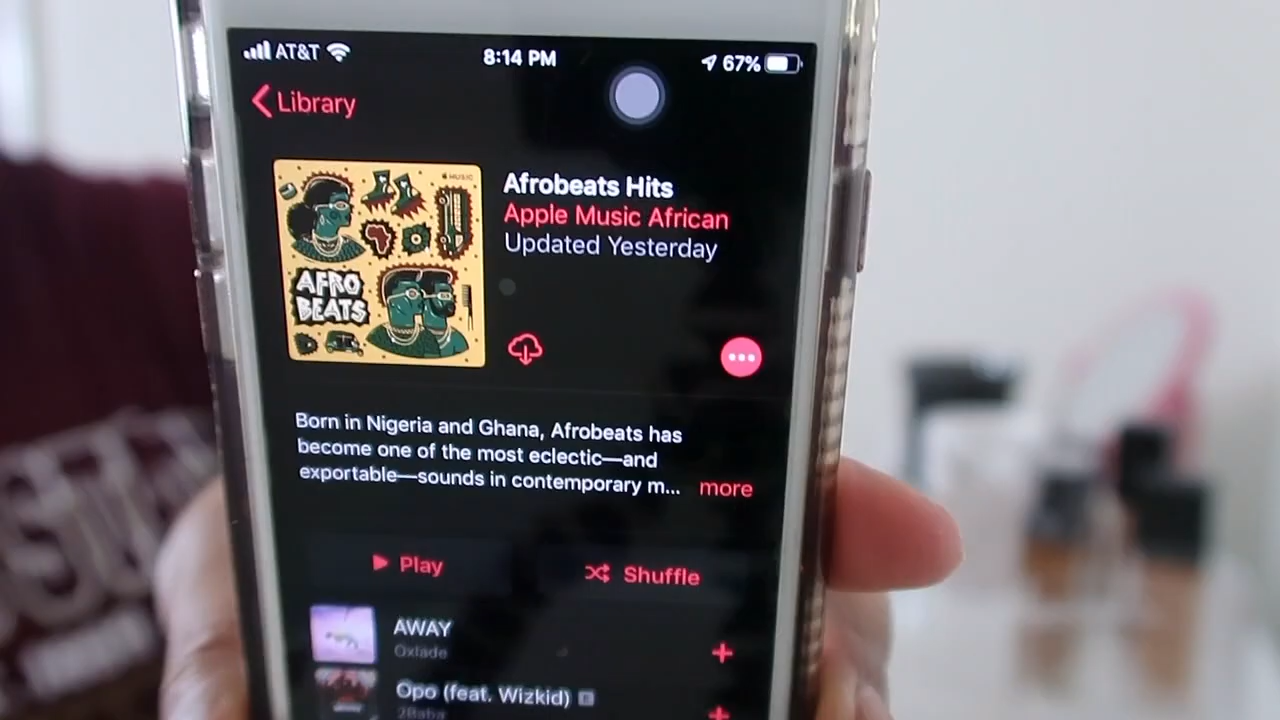 AT&T
8:14 PM
67%
Library
MUSIC
AFRO
BEATS
Afrobeats Hits
Apple Music African
Updated Yesterday
Born in Nigeria and Ghana, Afrobeats has
become one of the most eclectic—and
exportable—sounds in contemporary m... more
Play
Shuffle
AWAY
Oxlade
Opo (feat. Wizkid) E
2Baba